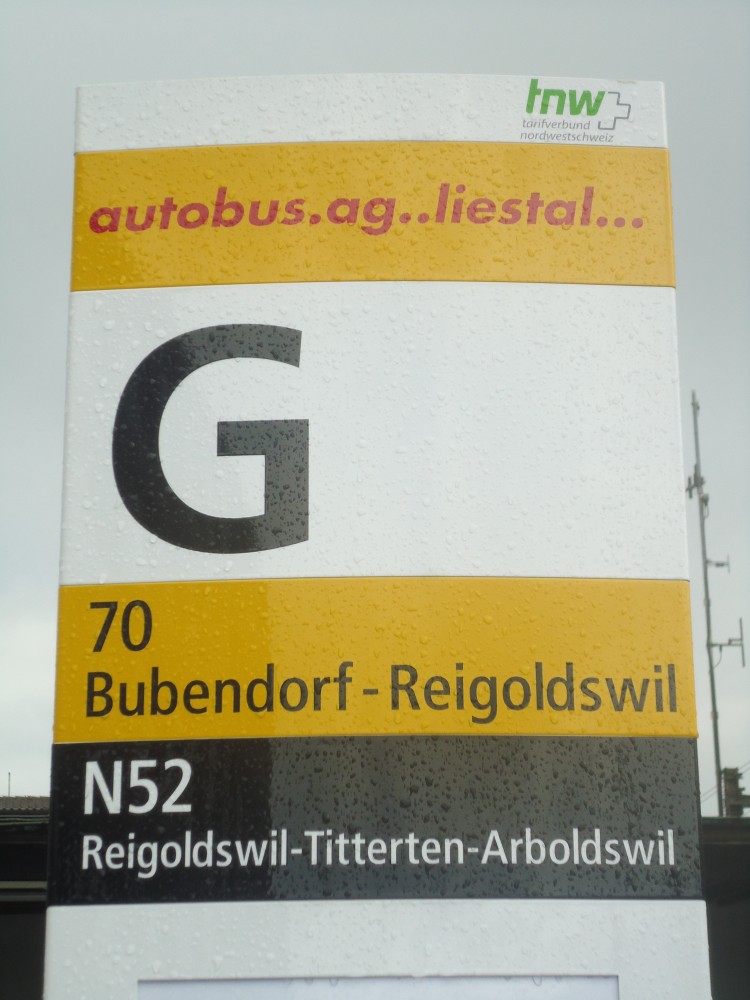 tnw
tarifverbund
nordwestschweiz
autobus.ag..liestal...
G
70
Bubendorf - Reigoldswil
N52
Reigoldswil-Titterten-Arboldswil